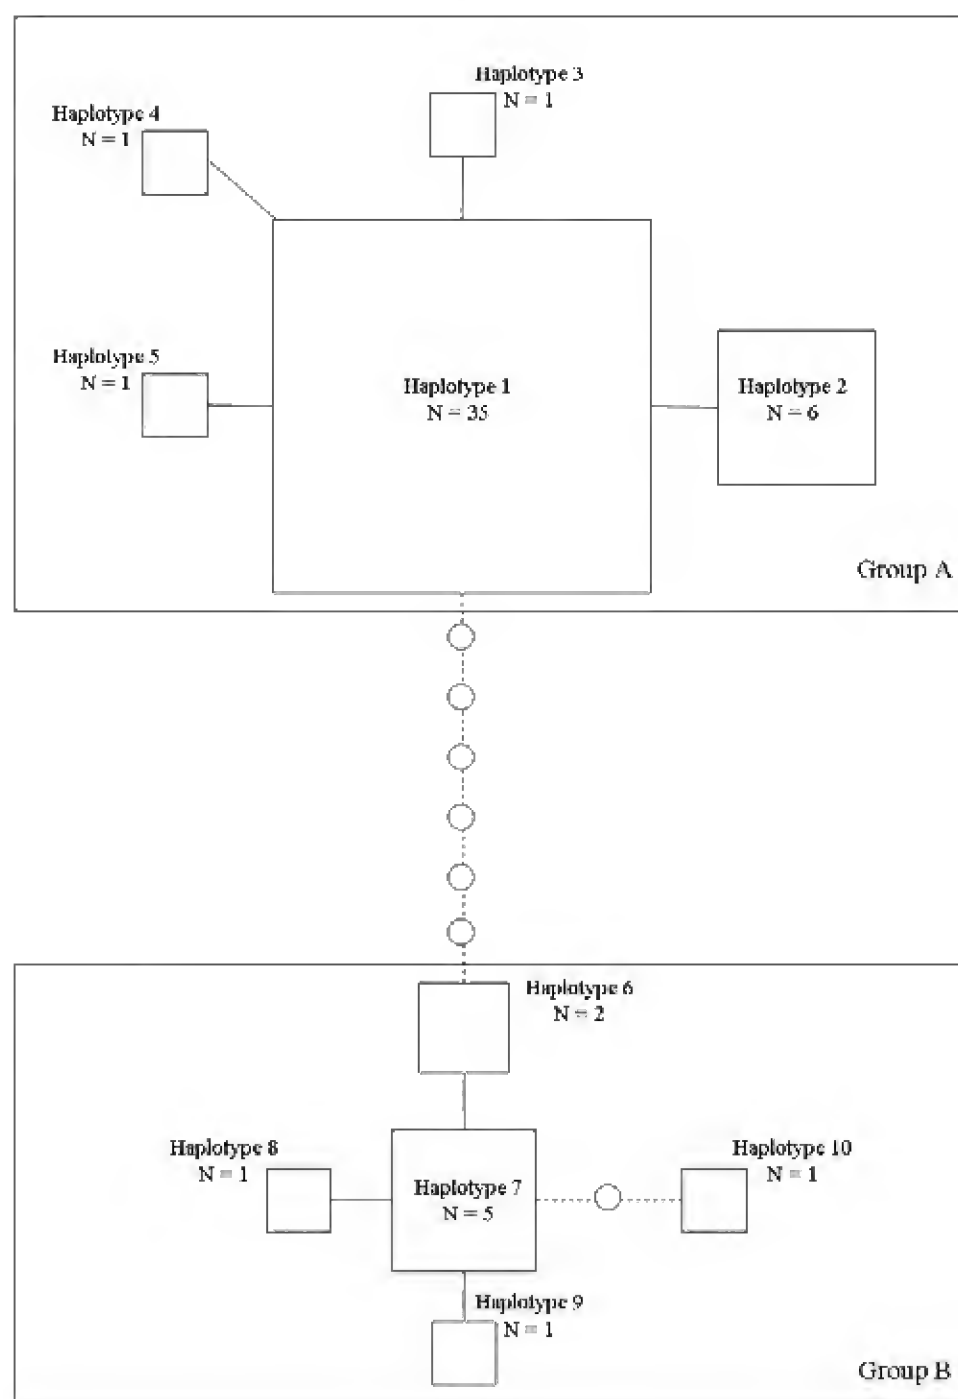 Haplotype 3
N = 1
Haplotype 4
N = 1
Haplotype 5
N = 1
Haplotype 1
N = 35
Haplotype 2
N = 6
Group A
Haplotype 6
N = 2
Haplotype 8
N = 1
Haplotype 7
N = 5
Haplotype 10
N = 1
Haplotype 9
N = 1
Group B